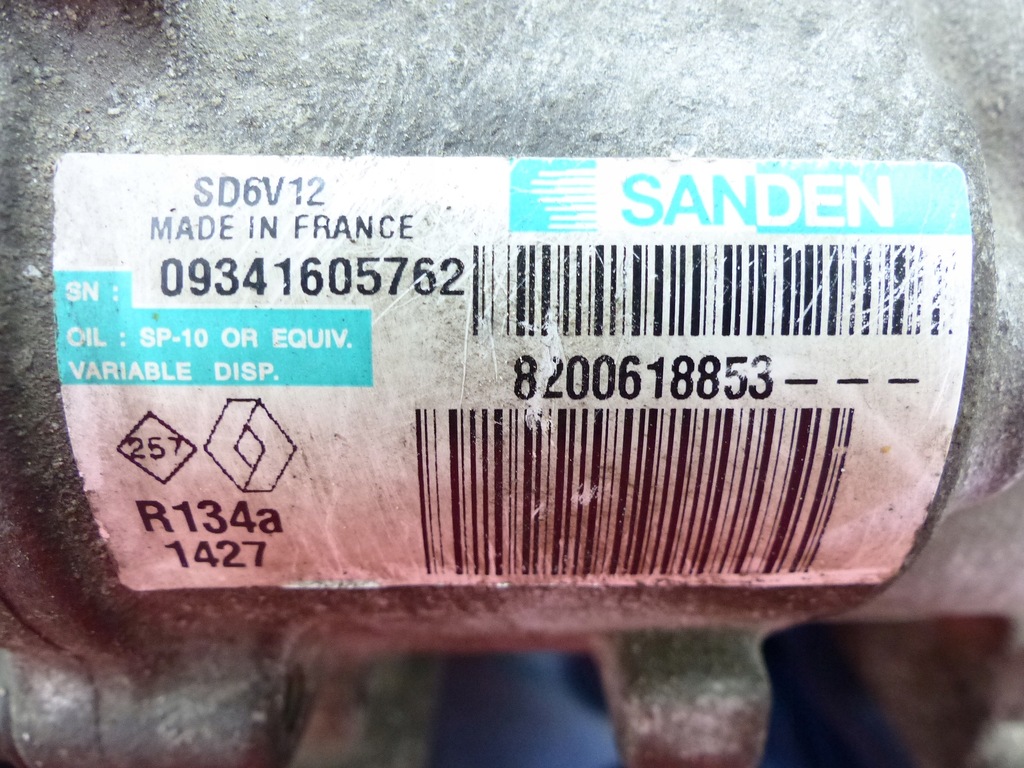 SD6V12
MADE IN FRANCE
SANDEN
SN : 09341605762
OIL : SP-10 OR EQUIV.
VARIABLE DISP.
8200618853---
257
R134a
1427